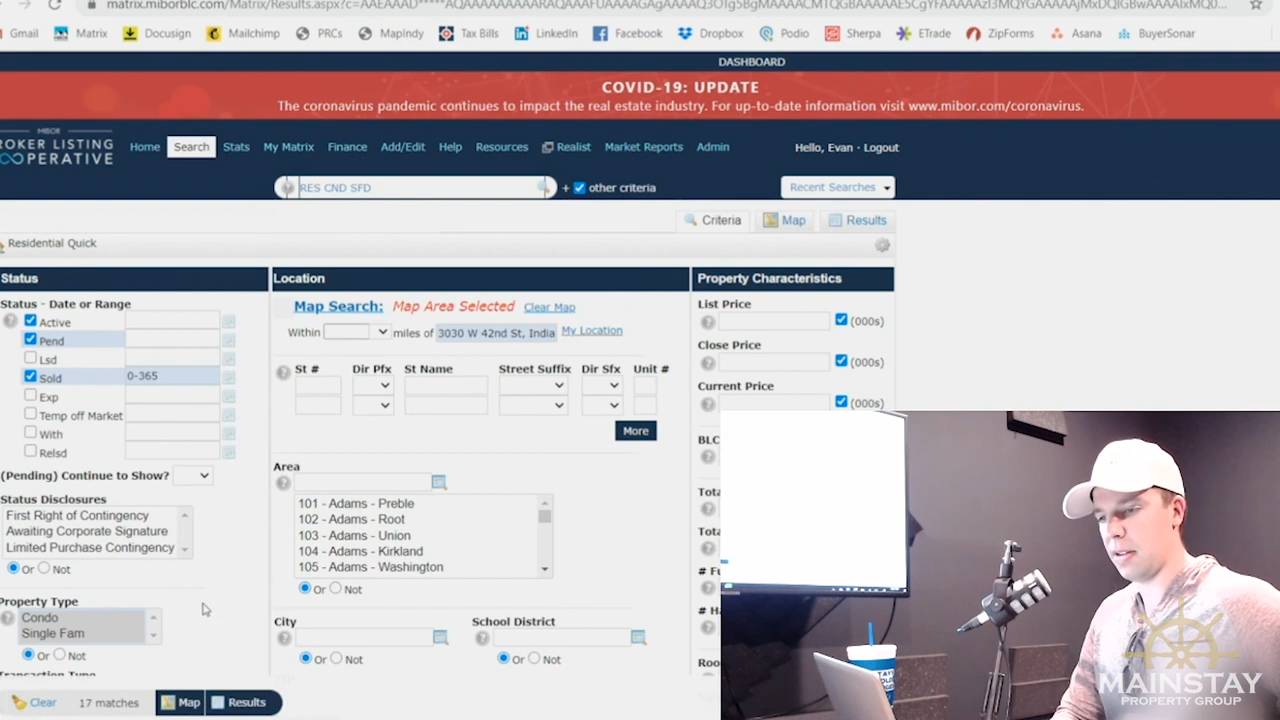 matrix.miborblc.com/Matrix/Results.aspx?c=AAEAAAD*****
Gmail Matrix Docusign Mailchimp PRCs MapIndy Tax Bills LinkedIn Facebook Dropbox Podio Sherpa ETrade ZipForms Asana BuyerSonar
DASHBOARD
COVID-19: UPDATE
The coronavirus pandemic continues to impact the real estate industry. For up-to-date information visit www.mibor.com/coronavirus.
MIBOR
ROKER LISTING
OOPERATIVE
Home Search Stats My Matrix Finance Add/Edit Help Resources Realist Market Reports Admin
Hello, Evan · Logout
RES CND SFD
+ other criteria
Recent Searches
Criteria Map Results
Residential Quick
Status
Status - Date or Range
Active
Pend
Lsd
Sold 0-365
Exp
Temp off Market
With
Relsd
(Pending) Continue to Show?
Status Disclosures
First Right of Contingency
Awaiting Corporate Signature
Limited Purchase Contingency
Or Not
Property Type
Condo
Single Fam
Or Not
Transaction Type
Location
Map Search: Map Area Selected Clear Map
Within miles of 3030 W 42nd St, India My Location
St # Dir Pfx St Name Street Suffix Dir Sfx Unit #
More
Area
101 - Adams - Preble
102 - Adams - Root
103 - Adams - Union
104 - Adams - Kirkland
105 - Adams - Washington
Or Not
City School District
Or Not Or Not
Property Characteristics
List Price
(000s)
Close Price
(000s)
Current Price
(000s)
BLC
Tota
Tota
# Fu
# Ha
Roo
Clear 17 matches Map Results
MAINSTAY
PROPERTY GROUP